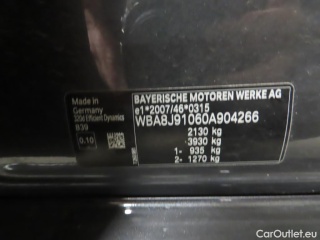 Made in
Germany
320d Efficient Dynamics
B39
0,10
BAYERISCHE MOTOREN WERKE AG
e1*2007/46*0315
WBA8J91060A904266
2130 kg
3930 kg
1- 935 kg
2- 1270 kg
CarOutlet.eu